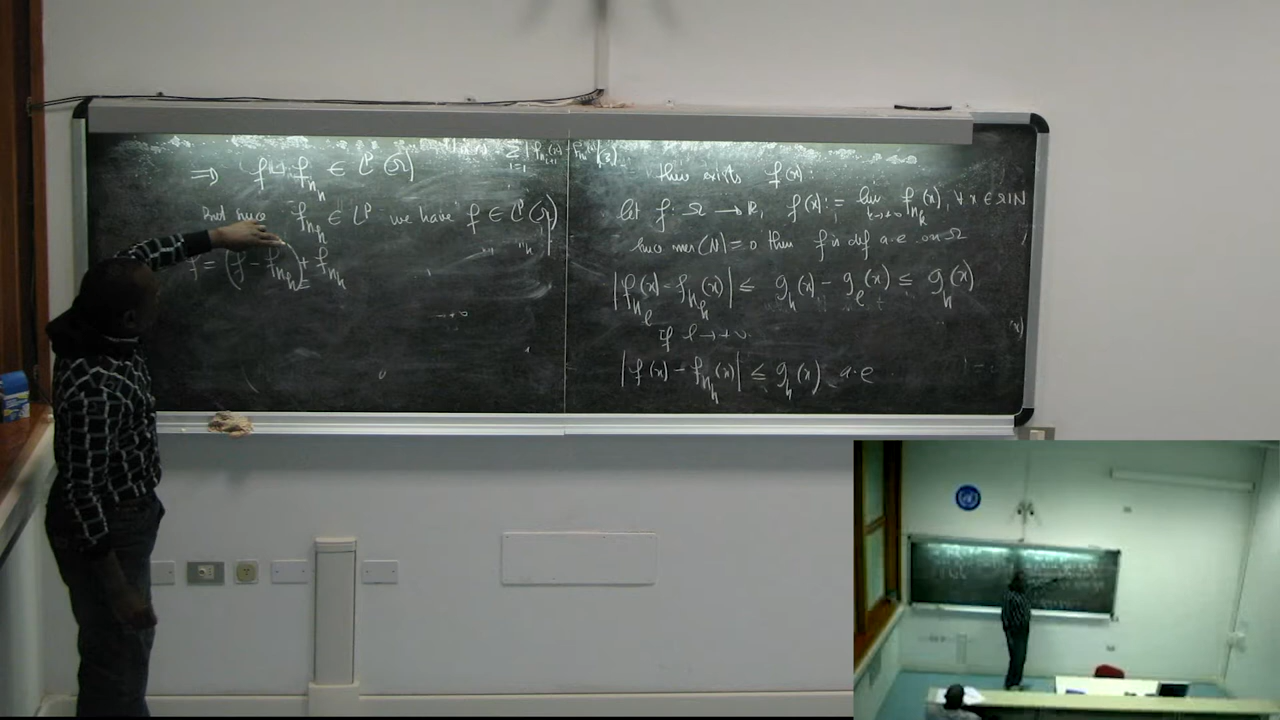 ⟹ f - f_{n_k} ∈ L^p(Ω)
But since f_{n_k} ∈ L^p we have f ∈ L^p(Ω)
f = (f - f_{n_k}) + f_{n_k}
→ +∞
this exists f(x):
let f: Ω → ℝ, f(x) := lim_{k→+∞} f_{n_k}(x), ∀ x ∈ Ω\N
since mes(N) = 0 then f is def a.e on Ω
|f_{n_ℓ}(x) - f_{n_k}(x)| ≤ g_k(x) - g_ℓ(x) ≤ g_k(x)
If ℓ → +∞
|f(x) - f_{n_k}(x)| ≤ g_k(x) a.e